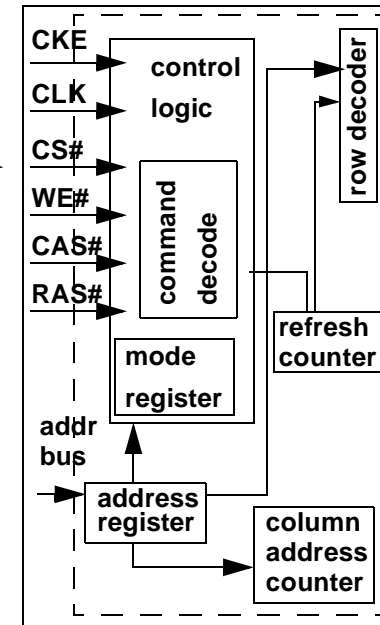 CKE
CLK
CS#
WE#
CAS#
RAS#
control
logic
command
decode
mode
register
row decoder
refresh
counter
addr
bus
address
register
column
address
counter